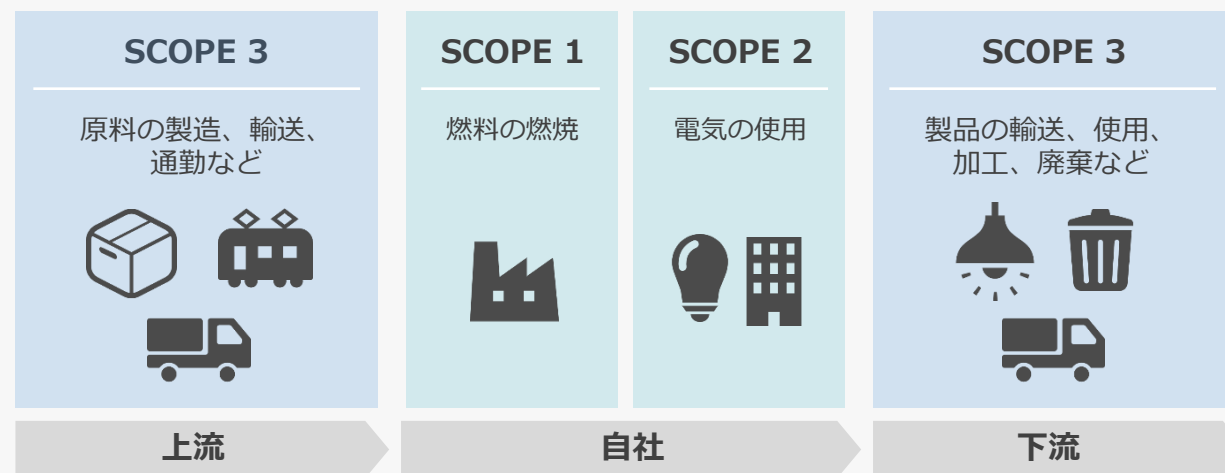 SCOPE 3
原料の製造、輸送、
通勤など
SCOPE 1
燃料の燃焼
SCOPE 2
電気の使用
SCOPE 3
製品の輸送、使用、
加工、廃棄など
上流
自社
下流